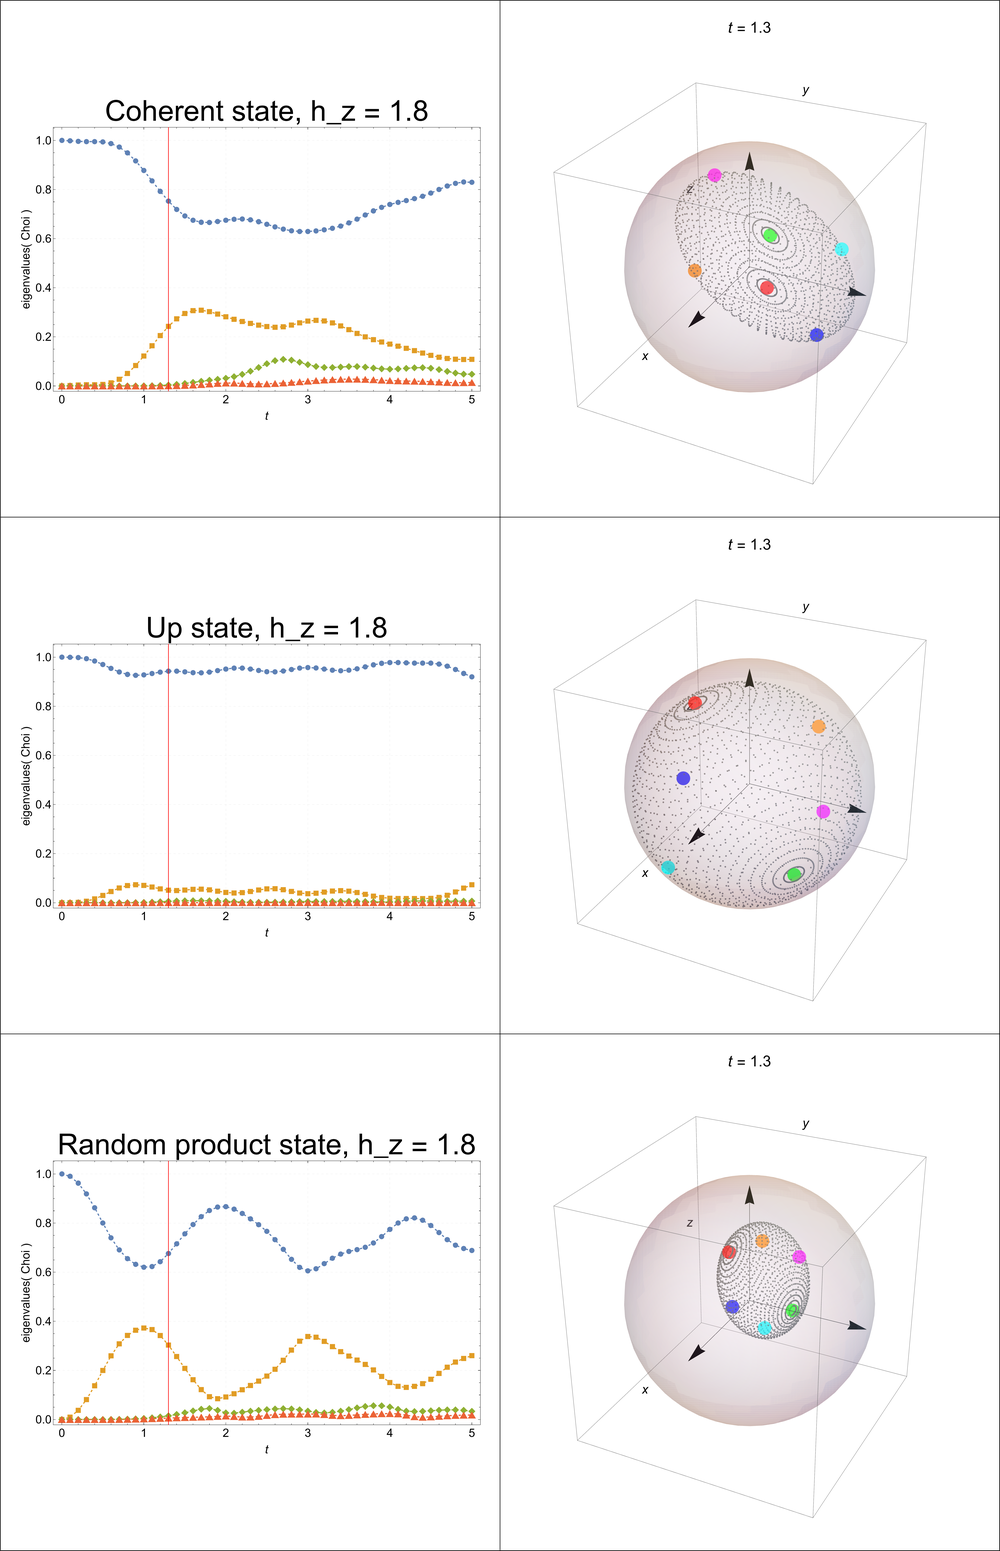 t = 1.3
Coherent state, h_z = 1.8
eigenvalues( Choi )
1.0
0.8
0.6
0.4
0.2
0.0
0 1 2 3 4 5
t
y
z
x
t = 1.3
Up state, h_z = 1.8
eigenvalues( Choi )
1.0
0.8
0.6
0.4
0.2
0.0
0 1 2 3 4 5
t
y
x
t = 1.3
Random product state, h_z = 1.8
eigenvalues( Choi )
1.0
0.8
0.6
0.4
0.2
0.0
0 1 2 3 4 5
t
y
z
x